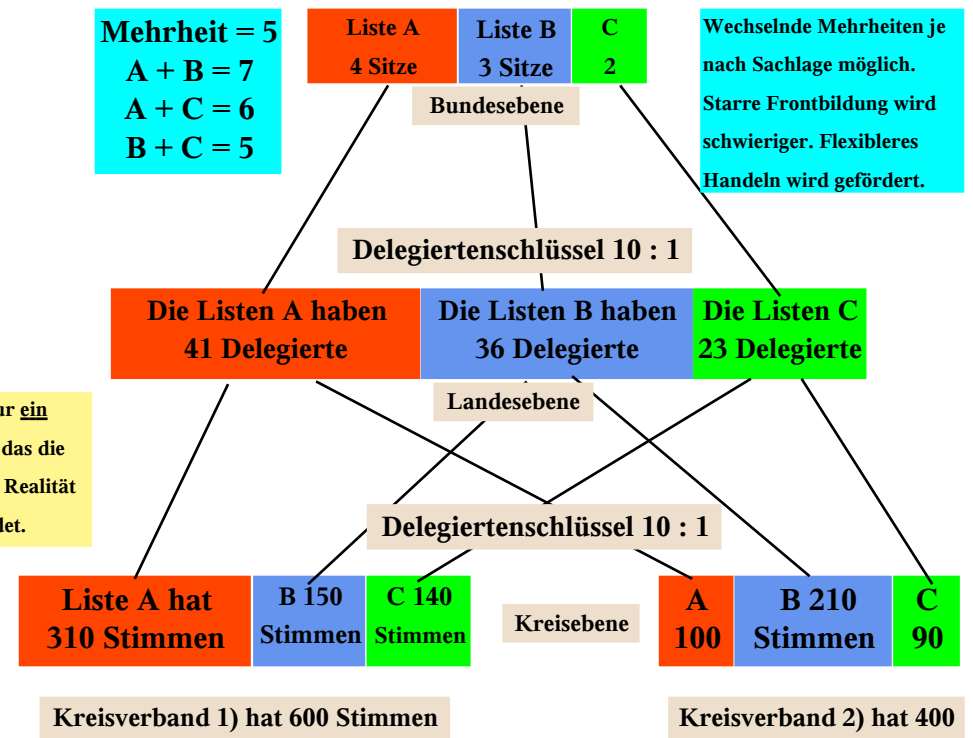 Mehrheit = 5
A + B = 7
A + C = 6
B + C = 5
Liste A
4 Sitze
Liste B
3 Sitze
C
2
Wechselnde Mehrheiten je
nach Sachlage möglich.
Starre Frontbildung wird
schwieriger. Flexibleres
Handeln wird gefördert.
Bundesebene
Delegiertenschlüssel 10 : 1
Die Listen A haben
41 Delegierte
Die Listen B haben
36 Delegierte
Die Listen C
23 Delegierte
Landesebene
ein
das die
Realität
Delegiertenschlüssel 10 : 1
Liste A hat
310 Stimmen
B 150
Stimmen
C 140
Stimmen
Kreisebene
A
100
B 210
Stimmen
C
90
Kreisverband 1) hat 600 Stimmen
Kreisverband 2) hat 400